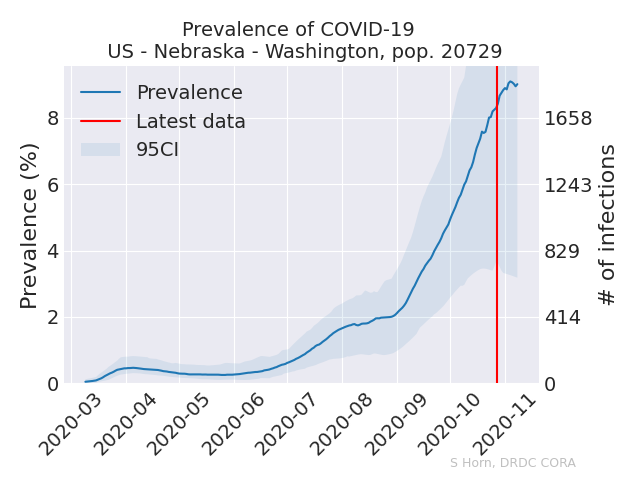 Prevalence of COVID-19
US - Nebraska - Washington, pop. 20729
Prevalence
Latest data
95CI
Prevalence (%)
8
6
4
2
0
1658
1243
829
414
0
# of infections
2020-03
2020-04
2020-05
2020-06
2020-07
2020-08
2020-09
2020-10
2020-11
S Horn, DRDC CORA